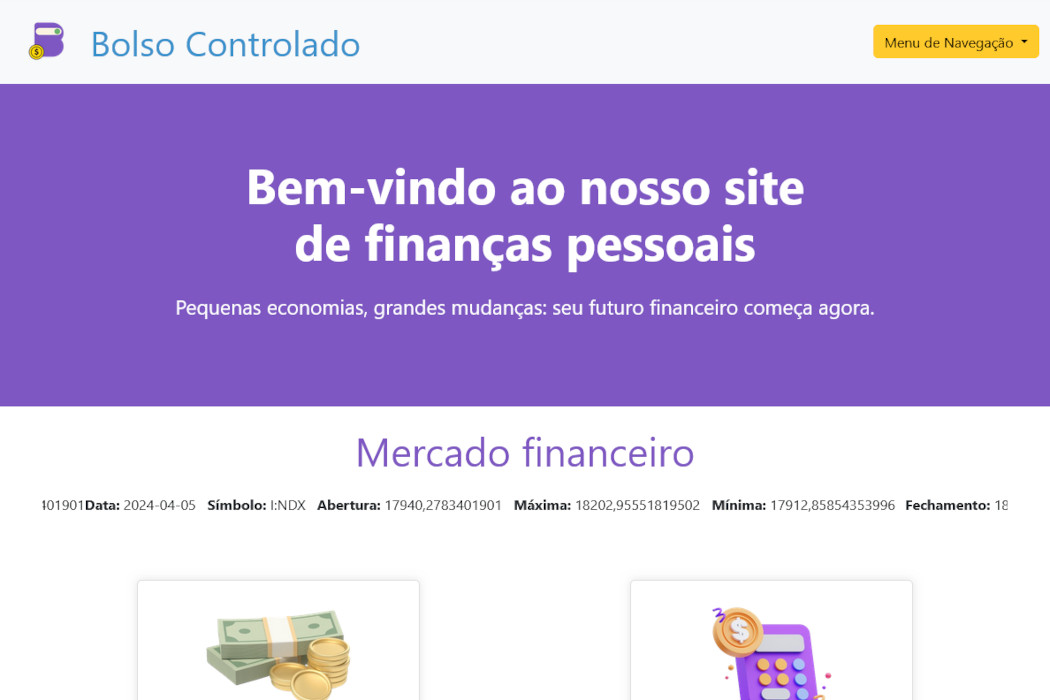 Bolso Controlado
Menu de Navegação
Bem-vindo ao nosso site
de finanças pessoais
Pequenas economias, grandes mudanças: seu futuro financeiro começa agora.
Mercado financeiro
401901Data: 2024-04-05 Símbolo: I:NDX Abertura: 17940,2783401901 Máxima: 18202,95551819502 Mínima: 17912,85854353996 Fechamento: 18